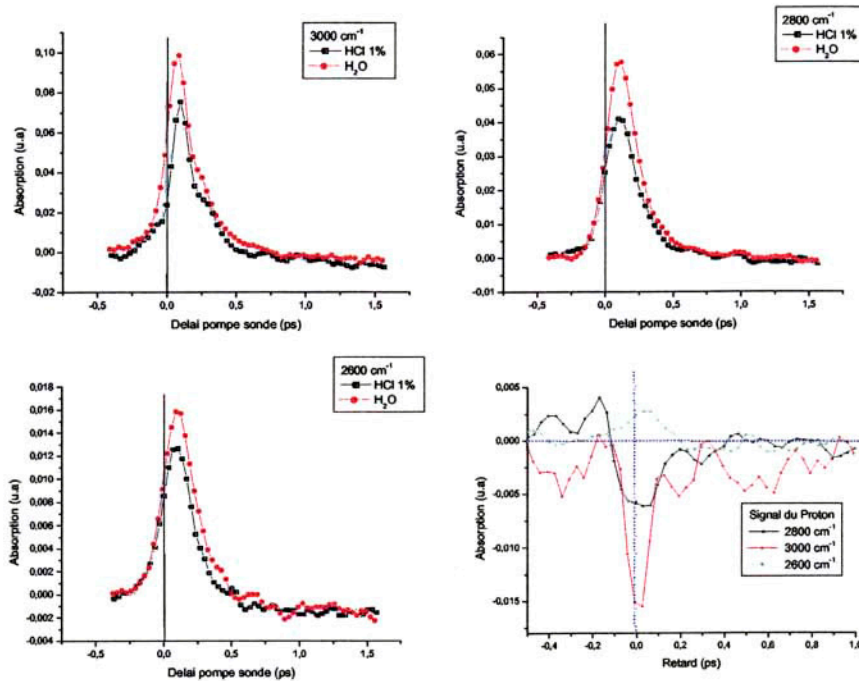 3000 cm⁻¹
HCl 1%
H₂O
0,10
0,08
0,06
0,04
0,02
0,00
-0,02
Absorption (u.a)
-0,5
0,0
0,5
1,0
1,5
Delai pompe sonde (ps)
2800 cm⁻¹
HCl 1%
H₂O
0,06
0,05
0,04
0,03
0,02
0,01
0,00
-0,01
Absorption (u.a)
-0,5
0,0
0,5
1,0
1,5
Delai pompe sonde (ps)
2600 cm⁻¹
HCl 1%
H₂O
0,018
0,016
0,014
0,012
0,010
0,008
0,006
0,004
0,002
0,000
-0,002
-0,004
Absorption (u.a)
-0,5
0,0
0,5
1,0
1,5
Delai pompe sonde (ps)
0,005
0,000
-0,005
-0,010
-0,015
Absorption (u.a)
Signal du Proton
2800 cm⁻¹
3000 cm⁻¹
2600 cm⁻¹
-0,4
-0,2
0,0
0,2
0,4
0,6
0,8
1,0
Retard (ps)